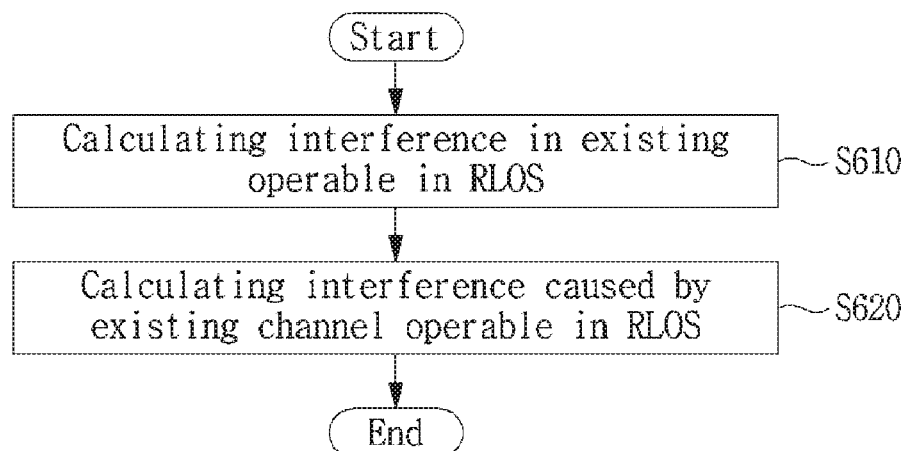 Start
Calculating interference in existing
operable in RLOS
S610
Calculating interference caused by
existing channel operable in RLOS
S620
End